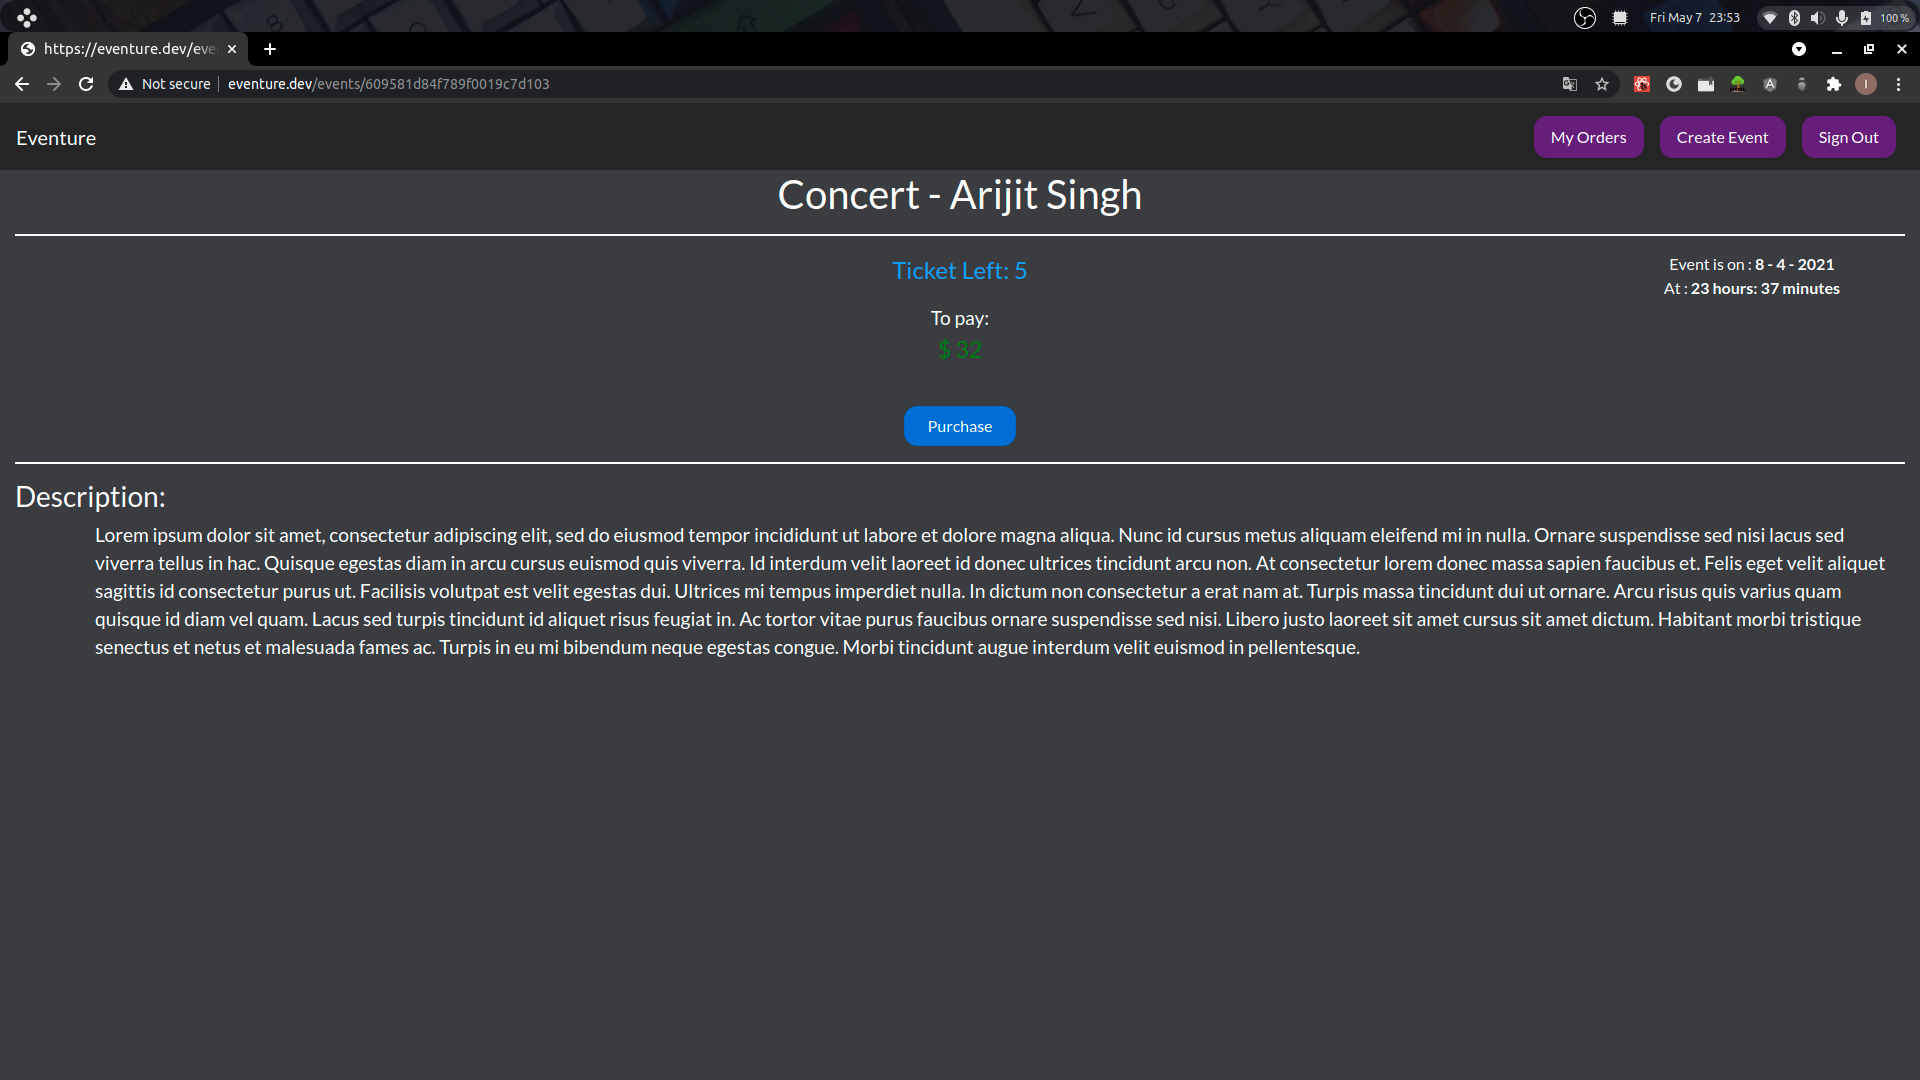 Fri May 7 23:53
100 %
https://eventure.dev/eve
Not secure
eventure.dev/events/609581d84f789f0019c7d103
I
Eventure
My Orders
Create Event
Sign Out
Concert - Arijit Singh
Ticket Left: 5
Event is on : 8 - 4 - 2021
At : 23 hours: 37 minutes
To pay:
$ 32
Purchase
Description:
Lorem ipsum dolor sit amet, consectetur adipiscing elit, sed do eiusmod tempor incididunt ut labore et dolore magna aliqua. Nunc id cursus metus aliquam eleifend mi in nulla. Ornare suspendisse sed nisi lacus sed
viverra tellus in hac. Quisque egestas diam in arcu cursus euismod quis viverra. Id interdum velit laoreet id donec ultrices tincidunt arcu non. At consectetur lorem donec massa sapien faucibus et. Felis eget velit aliquet
sagittis id consectetur purus ut. Facilisis volutpat est velit egestas dui. Ultrices mi tempus imperdiet nulla. In dictum non consectetur a erat nam at. Turpis massa tincidunt dui ut ornare. Arcu risus quis varius quam
quisque id diam vel quam. Lacus sed turpis tincidunt id aliquet risus feugiat in. Ac tortor vitae purus faucibus ornare suspendisse sed nisi. Libero justo laoreet sit amet cursus sit amet dictum. Habitant morbi tristique
senectus et netus et malesuada fames ac. Turpis in eu mi bibendum neque egestas congue. Morbi tincidunt augue interdum velit euismod in pellentesque.